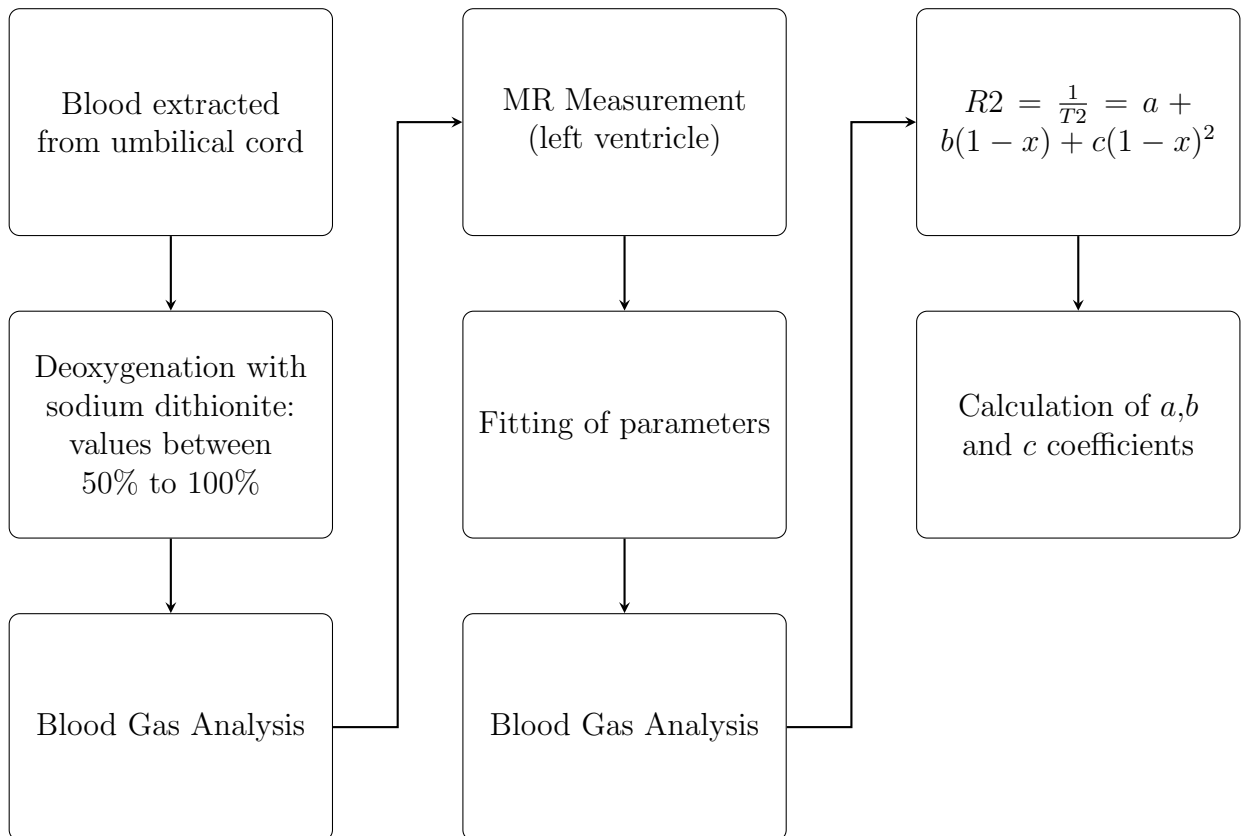 Blood extracted
from umbilical cord
Deoxygenation with
sodium dithionite:
values between
50% to 100%
Blood Gas Analysis
MR Measurement
(left ventricle)
Fitting of parameters
Blood Gas Analysis
R2 = 1/T2 = a +
b(1 − x) + c(1 − x)²
Calculation of a,b
and c coefficients